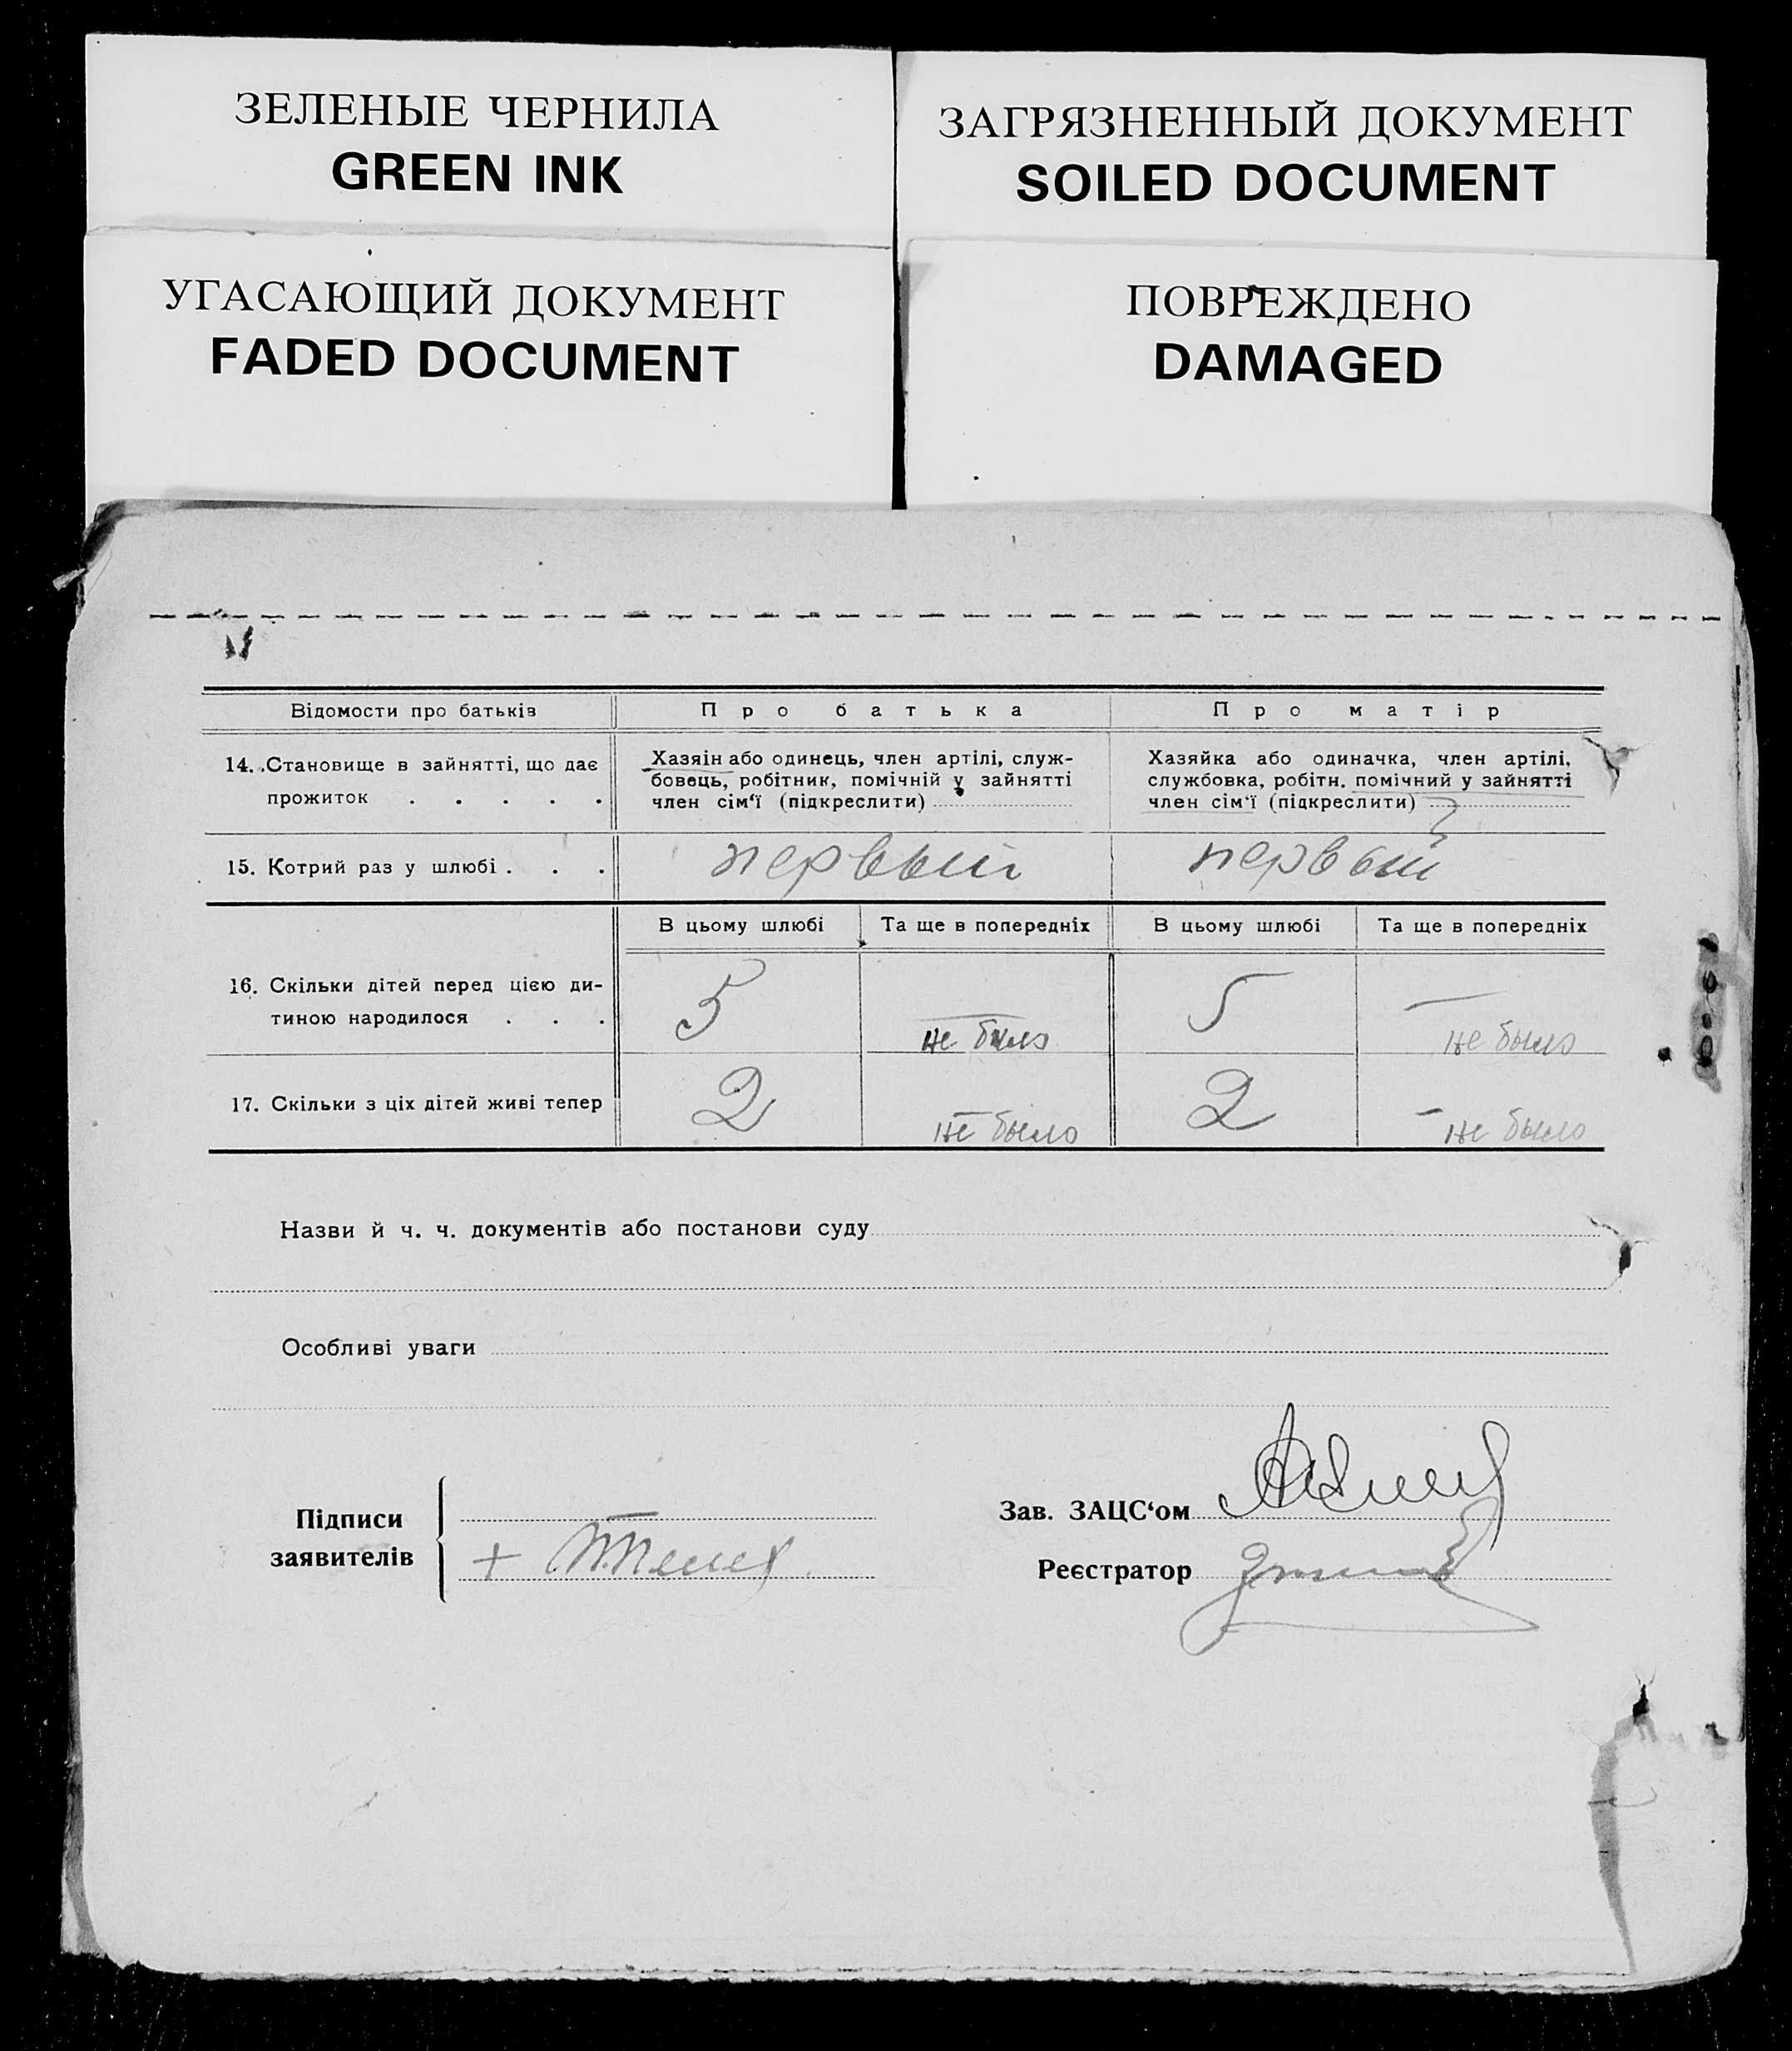 ЗЕЛЕНЫЕ ЧЕРНИЛА
GREEN INK
ЗАГРЯЗНЕННЫЙ ДОКУМЕНТ
SOILED DOCUMENT
УГАСАЮЩИЙ ДОКУМЕНТ
FADED DOCUMENT
ПОВРЕЖДЕНО
DAMAGED
Відомости про батьків
Про батька
Про матір
14. Становище в зайнятті, що дає
прожиток . . . . .
Хазяїн або одинець, член артілі, служ-
бовець, робітник, помічній у зайнятті
член сім‘ї (підкреслити)
Хазяйка або одиначка, член артілі,
службовка, робітн. помічний у зайнятті
член сім‘ї (підкреслити)
15. Котрий раз у шлюбі . . .
первый
первый
В цьому шлюбі
Та ще в попередніх
В цьому шлюбі
Та ще в попередніх
16. Скільки дітей перед цією ди-
тиною народилося . . .
5
— не было
5
— не было
17. Скільки з ціх дітей живі тепер
2
— не было
2
— не было
Назви й ч. ч. документів або постанови суду
Особливі уваги
Підписи
заявителів
+
Зав. ЗАЦС‘ом
Реєстратор